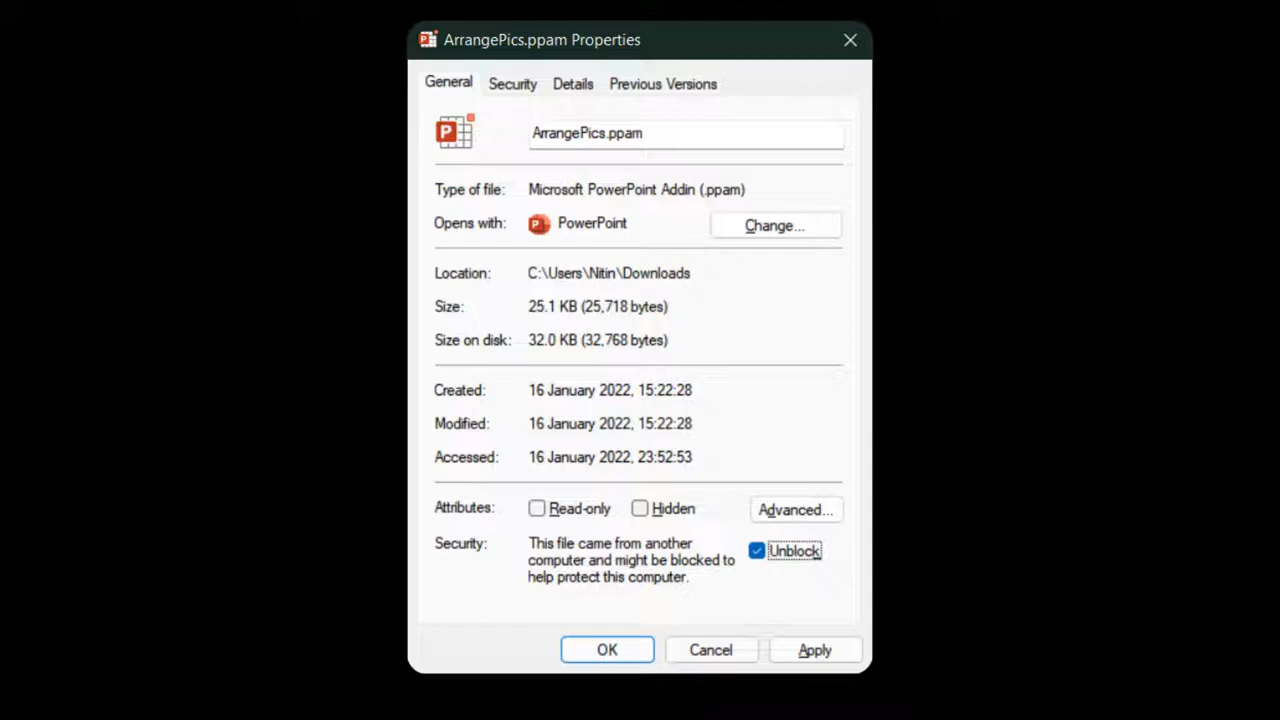 ArrangePics.ppam Properties
General Security Details Previous Versions
P ArrangePics.ppam
Type of file: Microsoft PowerPoint Addin (.ppam)
Opens with: P PowerPoint Change...
Location: C:\Users\Nitin\Downloads
Size: 25.1 KB (25,718 bytes)
Size on disk: 32.0 KB (32,768 bytes)
Created: 16 January 2022, 15:22:28
Modified: 16 January 2022, 15:22:28
Accessed: 16 January 2022, 23:52:53
Attributes: Read-only Hidden Advanced...
Security: This file came from another
computer and might be blocked to Unblock
help protect this computer.
OK Cancel Apply